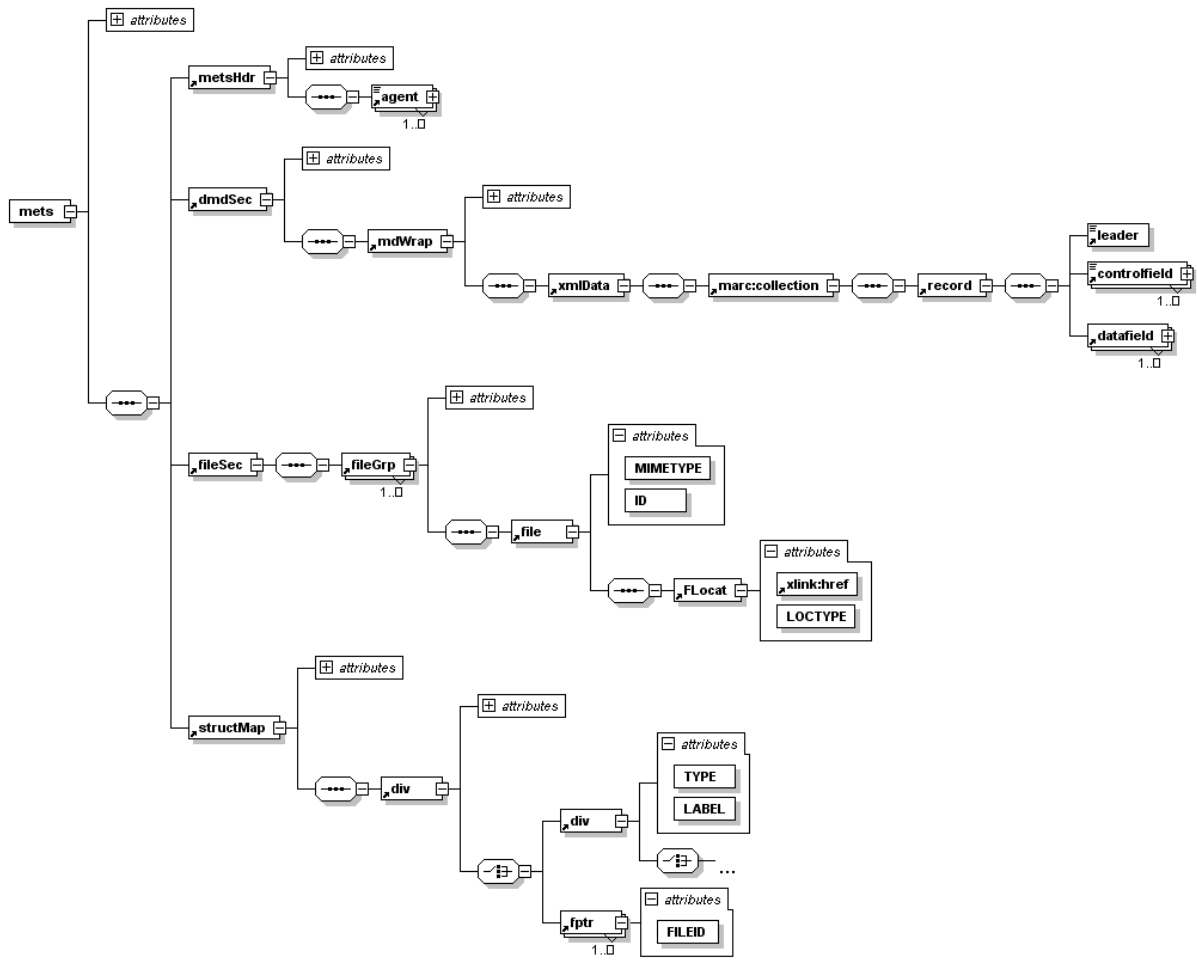 attributes
metsHdr
attributes
agent
1..▯
mets
dmdSec
attributes
mdWrap
attributes
xmlData
marc:collection
record
leader
controlfield
1..▯
datafield
1..▯
fileSec
fileGrp
1..▯
attributes
file
attributes
MIMETYPE
ID
FLocat
attributes
xlink:href
LOCTYPE
structMap
attributes
div
attributes
div
attributes
TYPE
LABEL
...
fptr
1..▯
attributes
FILEID